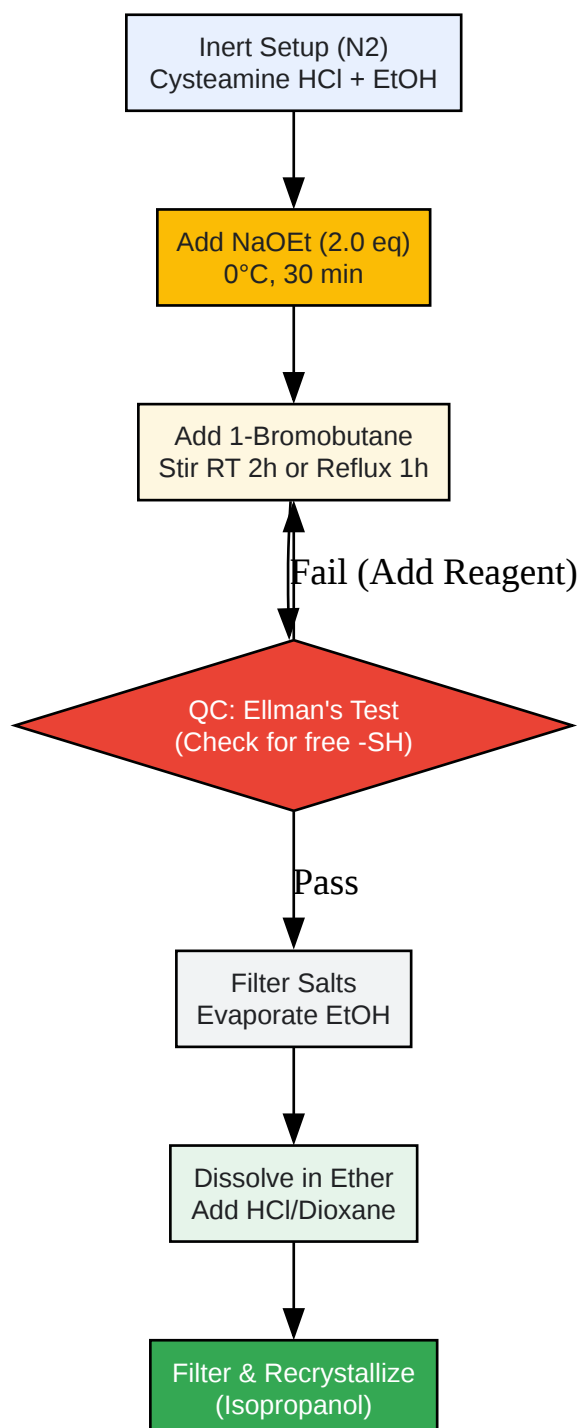 Inert Setup (N2)
Cysteamine HCl + EtOH
Add NaOEt (2.0 eq)
0°C, 30 min
Add 1-Bromobutane
Stir RT 2h or Reflux 1h
Fail (Add Reagent)
QC: Ellman's Test
(Check for free -SH)
Pass
Filter Salts
Evaporate EtOH
Dissolve in Ether
Add HCl/Dioxane
Filter & Recrystallize
(Isopropanol)